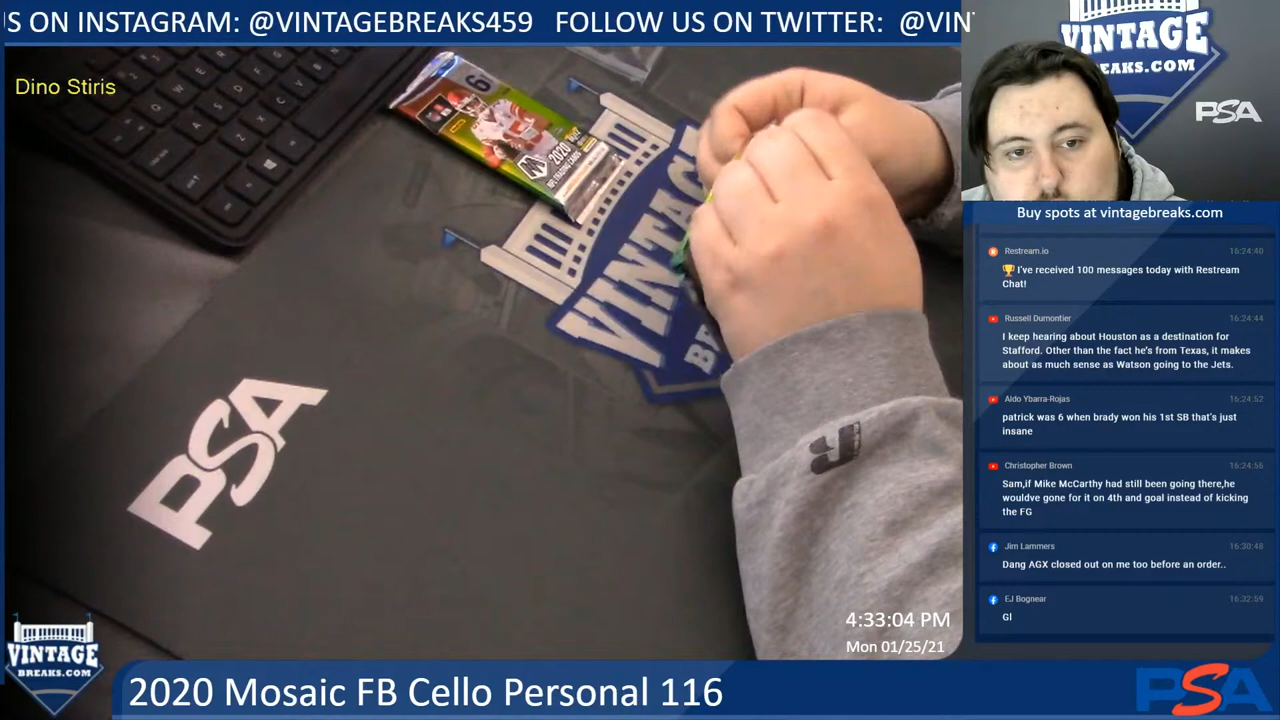 S ON INSTAGRAM: @VINTAGEBREAKS459 FOLLOW US ON TWITTER: @VIN
Dino Stiris
6
2020
NFL TRADING CARDS
VINTAG
BR
PSA
VINTAGE
BREAKS.COM
PSA
Buy spots at vintagebreaks.com
Restream.io 16:24:40
🏆 I've received 100 messages today with Restream
Chat!
Russell Dumontier 16:24:44
I keep hearing about Houston as a destination for
Stafford. Other than the fact he's from Texas, it makes
about as much sense as Watson going to the Jets.
Aldo Ybarra-Rojas 16:24:52
patrick was 6 when brady won his 1st SB that's just
insane
Christopher Brown 16:24:56
Sam,if Mike McCarthy had still been going there,he
wouldve gone for it on 4th and goal instead of kicking
the FG
Jim Lammers 16:30:48
Dang AGX closed out on me too before an order..
EJ Bognear 16:32:59
Gl
4:33:04 PM
Mon 01/25/21
VINTAGE
BREAKS.COM
2020 Mosaic FB Cello Personal 116
PSA